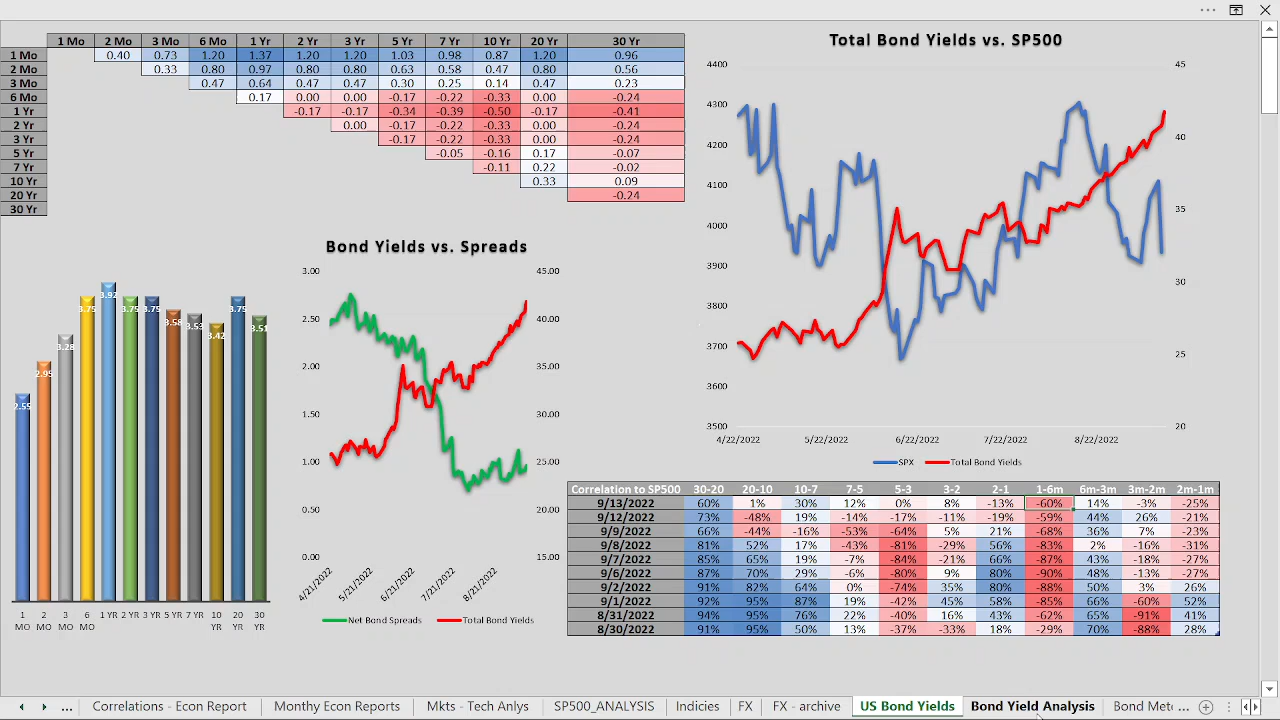 1 Mo 2 Mo 3 Mo 6 Mo 1 Yr 2 Yr 3 Yr 5 Yr 7 Yr 10 Yr 20 Yr 30 Yr
1 Mo 0.40 0.73 1.20 1.37 1.20 1.20 1.03 0.98 0.87 1.20 0.96
2 Mo 0.33 0.80 0.97 0.80 0.80 0.63 0.58 0.47 0.80 0.56
3 Mo 0.47 0.64 0.47 0.47 0.30 0.25 0.14 0.47 0.23
6 Mo 0.17 0.00 0.00 -0.17 -0.22 -0.33 0.00 -0.24
1 Yr -0.17 -0.17 -0.34 -0.39 -0.50 -0.17 -0.41
2 Yr 0.00 -0.17 -0.22 -0.33 0.00 -0.24
3 Yr -0.17 -0.22 -0.33 0.00 -0.24
5 Yr -0.05 -0.16 0.17 -0.07
7 Yr -0.11 0.22 -0.02
10 Yr 0.33 0.09
20 Yr -0.24
30 Yr
Total Bond Yields vs. SP500
4400 45
4300
4200 40
4100
4000 35
3900
3800 30
3700
3600 25
3500 20
4/22/2022 5/22/2022 6/22/2022 7/22/2022 8/22/2022
SPX Total Bond Yields
Bond Yields vs. Spreads
3.00 45.00
2.50 40.00
2.00 35.00
1.50 30.00
1.00 25.00
0.50 20.00
0.00 15.00
4/21/2022 5/21/2022 6/21/2022 7/21/2022 8/21/2022
Net Bond Spreads Total Bond Yields
2.55 2.95 3.28 3.75 3.92 3.75 3.75 3.58 3.53 3.42 3.75 3.51
1 MO 2 MO 3 MO 6 MO 1 YR 2 YR 3 YR 5 YR 7 YR 10 YR 20 YR 30 YR
Correlation to SP500 30-20 20-10 10-7 7-5 5-3 3-2 2-1 1-6m 6m-3m 3m-2m 2m-1m
9/13/2022 60% 1% 30% 12% 0% 8% -13% -60% 14% -3% -25%
9/12/2022 73% -48% 19% -14% -17% -11% -19% -59% 44% 26% -21%
9/9/2022 66% -44% -16% -53% -64% 5% 21% -68% 36% 7% -23%
9/8/2022 81% 52% 17% -43% -81% -29% 56% -83% 2% -16% -31%
9/7/2022 85% 65% 19% -7% -84% -21% 66% -87% 43% -18% -27%
9/6/2022 87% 70% 29% -6% -80% 9% 80% -90% 48% -13% -27%
9/2/2022 91% 82% 64% 0% -74% 35% 80% -88% 50% 3% 26%
9/1/2022 92% 95% 87% 19% -42% 45% 58% -85% 66% -60% 52%
8/31/2022 94% 95% 76% 22% -40% 16% 43% -62% 65% -91% 41%
8/30/2022 91% 95% 50% 13% -37% -33% 18% -29% 70% -88% 28%
... Correlations - Econ Report Monthy Econ Reports Mkts - Tech Anlys SP500_ANALYSIS Indicies FX FX - archive US Bond Yields Bond Yield Analysis Bond Met ...